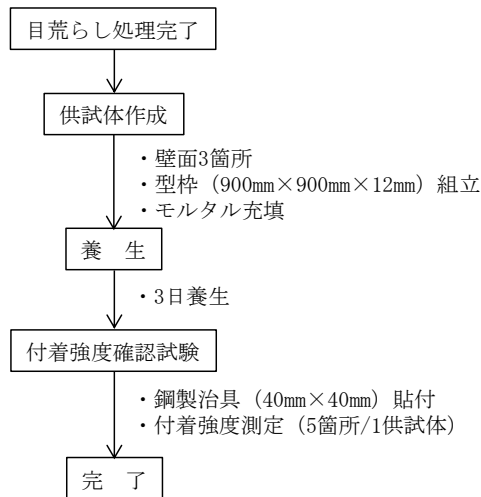 目荒らし処理完了
供試体作成
・壁面3箇所
・型枠（900mm×900mm×12mm）組立
・モルタル充填
養　生
・3日養生
付着強度確認試験
・鋼製治具（40mm×40mm）貼付
・付着強度測定（5箇所/1供試体）
完　了